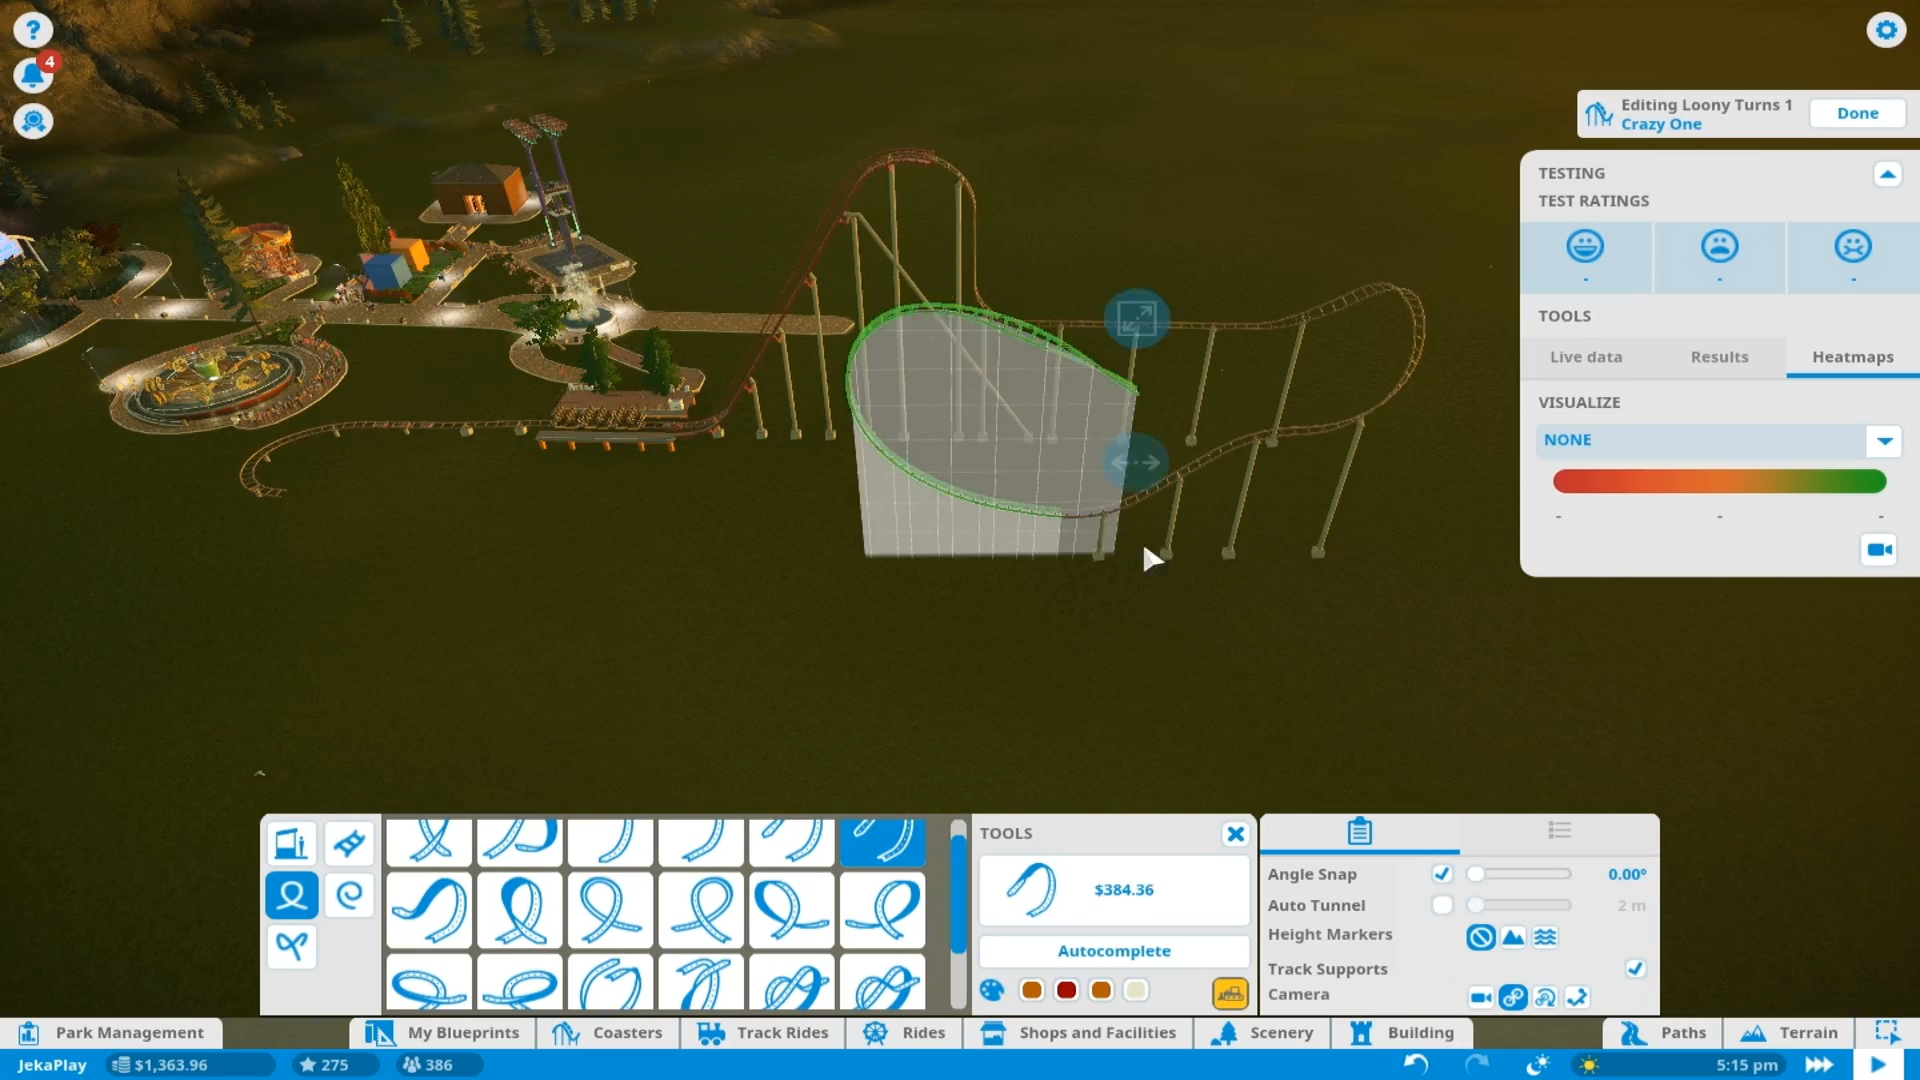 ?
4
Editing Loony Turns 1
Crazy One
Done
TESTING
TEST RATINGS
- - -
TOOLS
Live data Results Heatmaps
VISUALIZE
NONE
- - -
TOOLS
$384.36
Autocomplete
Angle Snap 0.00°
Auto Tunnel 2 m
Height Markers
Track Supports
Camera
Park Management My Blueprints Coasters Track Rides Rides Shops and Facilities Scenery Building Paths Terrain
JekaPlay $1,363.96 275 386 5:15 pm